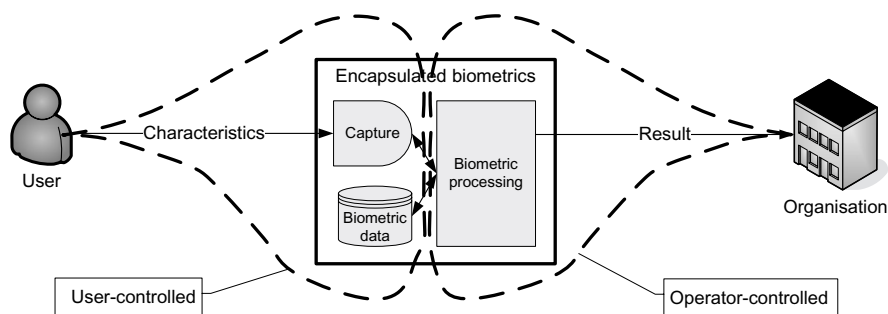 Encapsulated biometrics
Characteristics
Capture
Result
Biometric
processing
User
Biometric
data
Organisation
User-controlled
Operator-controlled